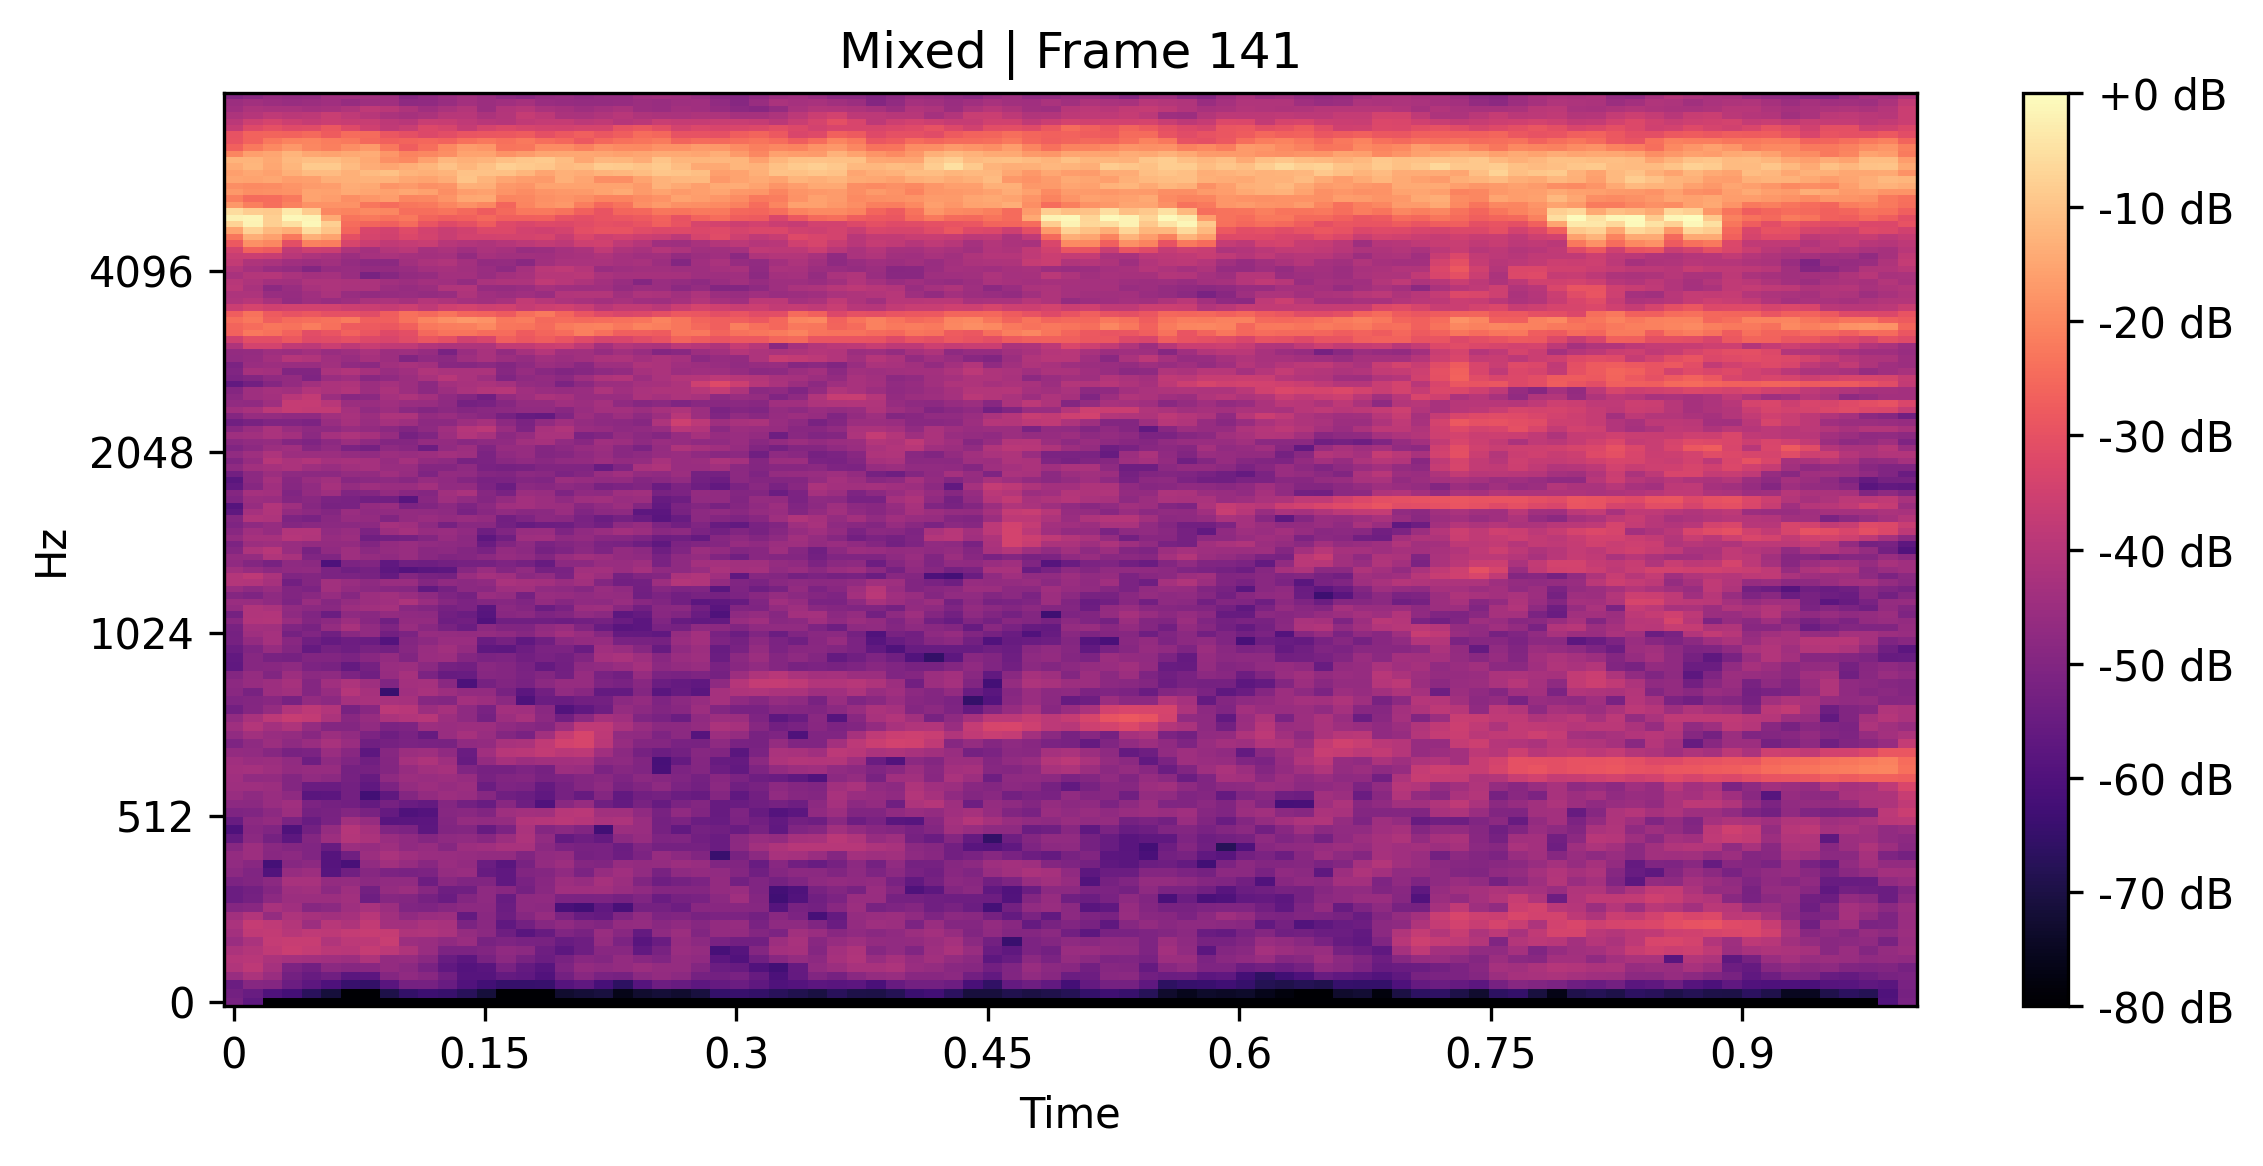 Mixed | Frame 141
+0 dB
-10 dB
-20 dB
-30 dB
-40 dB
-50 dB
-60 dB
-70 dB
-80 dB
Hz
4096
2048
1024
512
0
0 0.15 0.3 0.45 0.6 0.75 0.9
Time